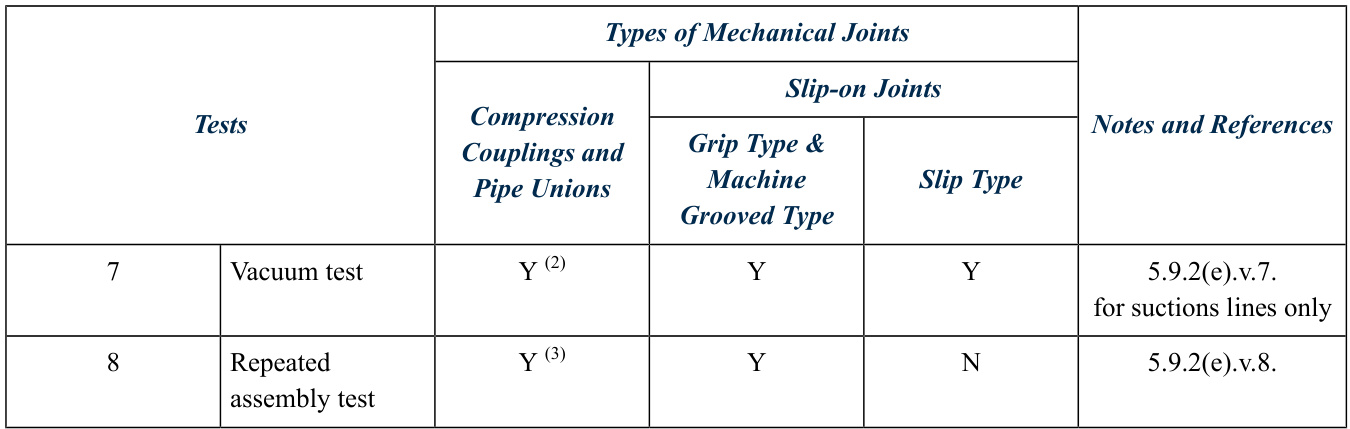 Types of Mechanical Joints
Tests
Compression
Couplings and
Pipe Unions
Slip-on Joints
Notes and References
Grip Type &
Machine
Grooved Type
Slip Type
7 Vacuum test Y (2) Y Y 5.9.2(e).v.7.
for suctions lines only
8 Repeated Y (3) Y N 5.9.2(e).v.8.
assembly test